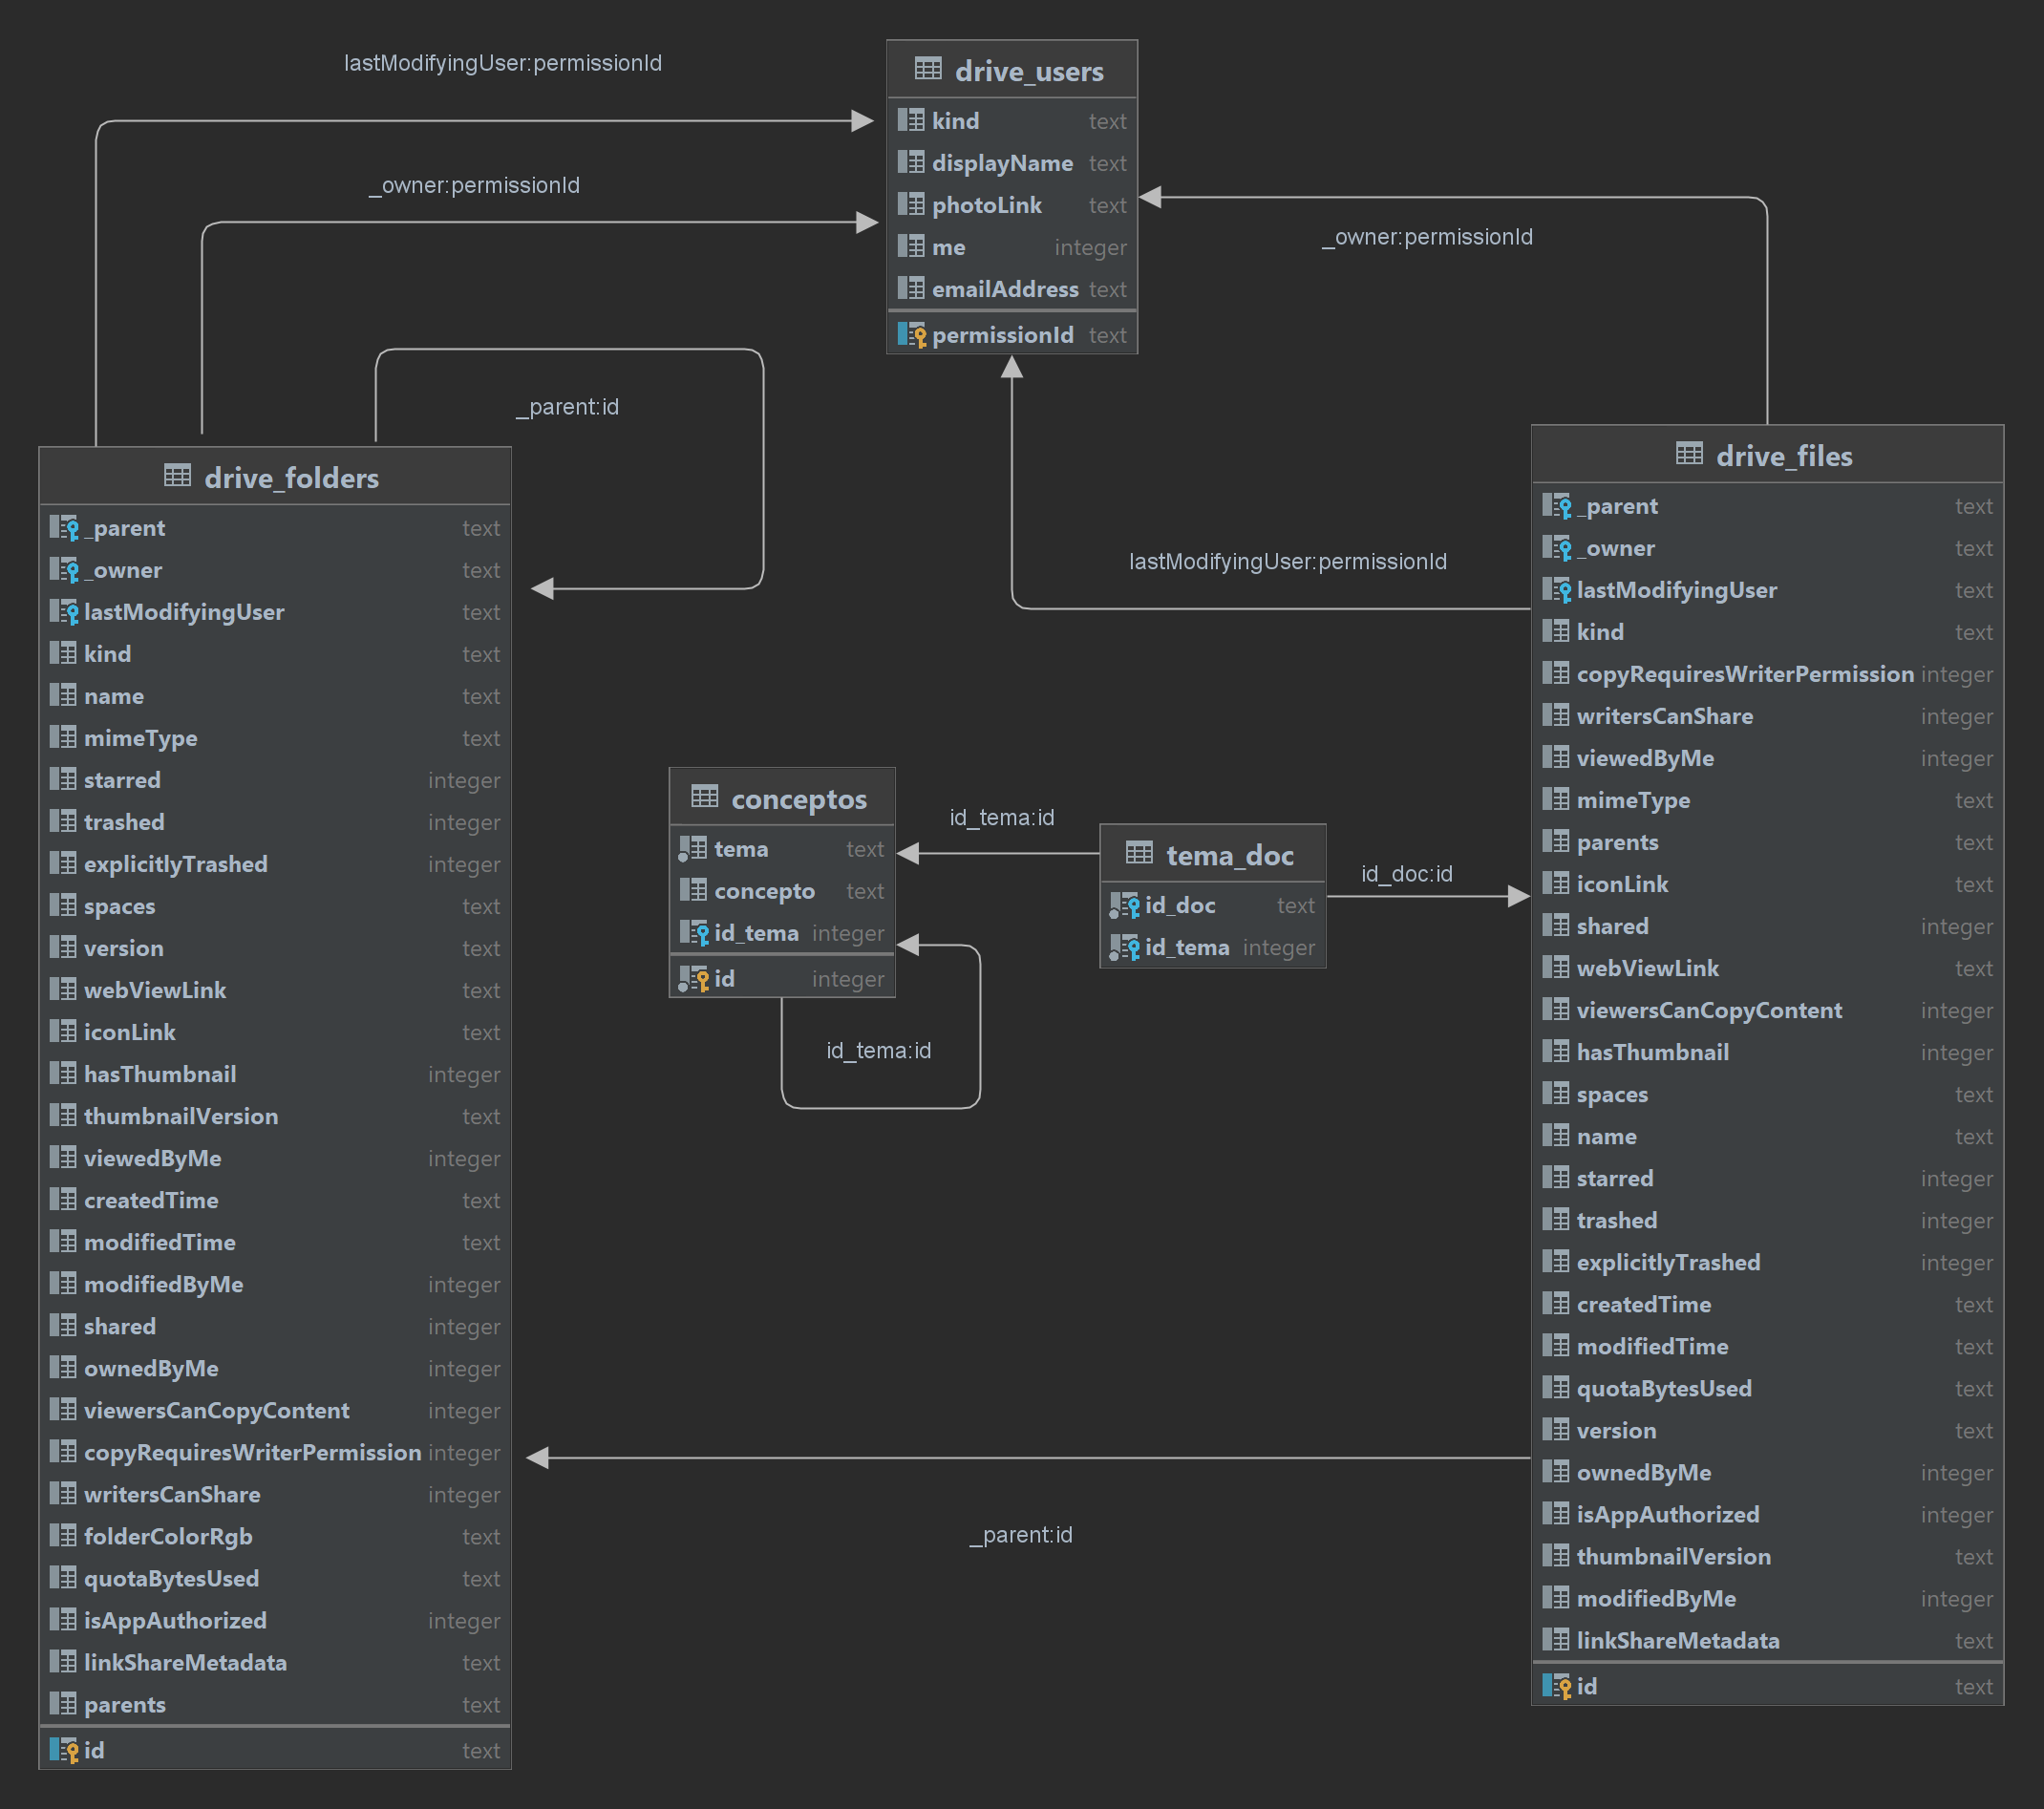 lastModifyingUser:permissionId
_owner:permissionId
_parent:id
drive_users
kind text
displayName text
photoLink text
me integer
emailAddress text
permissionId text
_owner:permissionId
lastModifyingUser:permissionId
drive_folders
_parent text
_owner text
lastModifyingUser text
kind text
name text
mimeType text
starred integer
trashed integer
explicitlyTrashed integer
spaces text
version text
webViewLink text
iconLink text
hasThumbnail integer
thumbnailVersion text
viewedByMe integer
createdTime text
modifiedTime text
modifiedByMe integer
shared integer
ownedByMe integer
viewersCanCopyContent integer
copyRequiresWriterPermission integer
writersCanShare integer
folderColorRgb text
quotaBytesUsed text
isAppAuthorized integer
linkShareMetadata text
parents text
id text
conceptos
tema text
concepto text
id_tema integer
id integer
id_tema:id
id_tema:id
tema_doc
id_doc text
id_tema integer
id_doc:id
_parent:id
drive_files
_parent text
_owner text
lastModifyingUser text
kind text
copyRequiresWriterPermission integer
writersCanShare integer
viewedByMe integer
mimeType text
parents text
iconLink text
shared integer
webViewLink text
viewersCanCopyContent integer
hasThumbnail integer
spaces text
name text
starred integer
trashed integer
explicitlyTrashed integer
createdTime text
modifiedTime text
quotaBytesUsed text
version text
ownedByMe integer
isAppAuthorized integer
thumbnailVersion text
modifiedByMe integer
linkShareMetadata text
id text